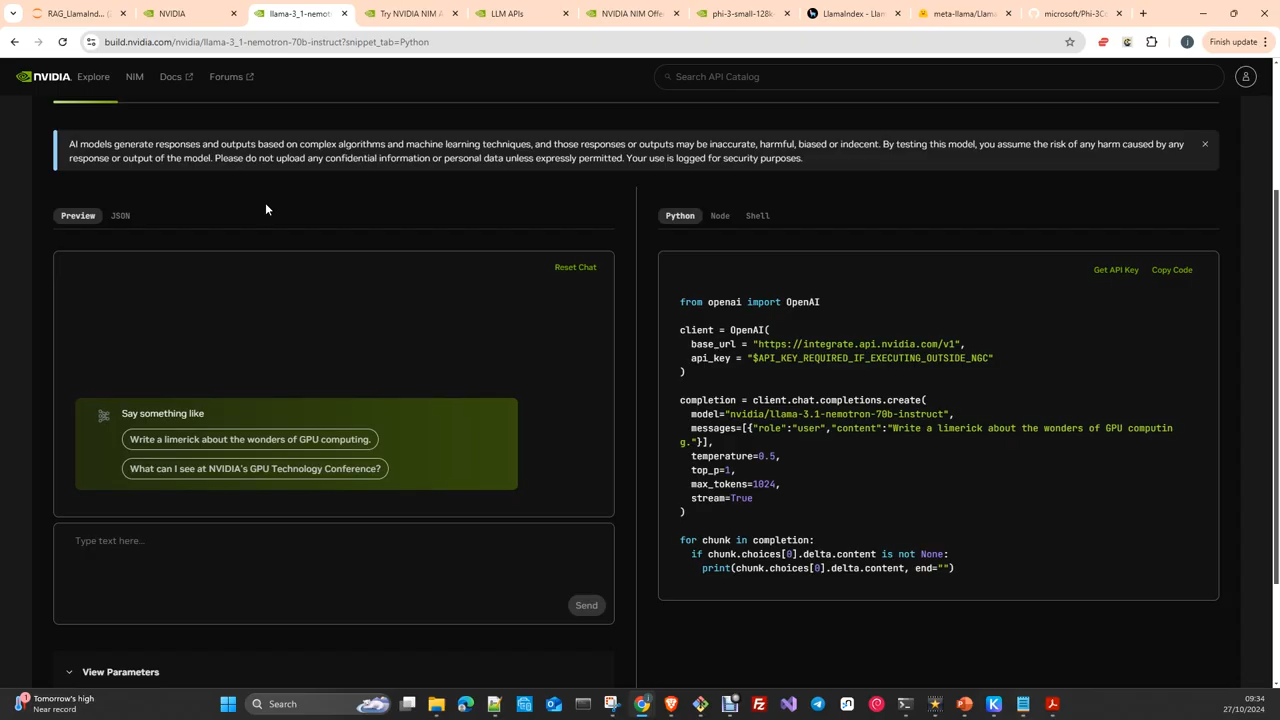 RAG_LlamaInd...
NVIDIA
llama-3_1-nemot
Try NVIDIA NIM A
LLM APIs
NVIDIA NIM Offe
phi-3-small-128k
LlamaIndex - Llam
meta-llama/Llam
microsoft/Phi-3C
build.nvidia.com/nvidia/llama-3_1-nemotron-70b-instruct?snippet_tab=Python
Finish update
NVIDIA. Explore NIM Docs Forums
Search API Catalog
AI models generate responses and outputs based on complex algorithms and machine learning techniques, and those responses or outputs may be inaccurate, harmful, biased or indecent. By testing this model, you assume the risk of any harm caused by any
response or output of the model. Please do not upload any confidential information or personal data unless expressly permitted. Your use is logged for security purposes.
Preview JSON
Reset Chat
Say something like
Write a limerick about the wonders of GPU computing.
What can I see at NVIDIA's GPU Technology Conference?
Type text here...
Send
View Parameters
Python Node Shell
Get API Key Copy Code
from openai import OpenAI
client = OpenAI(
base_url = "https://integrate.api.nvidia.com/v1",
api_key = "$API_KEY_REQUIRED_IF_EXECUTING_OUTSIDE_NGC"
)
completion = client.chat.completions.create(
model="nvidia/llama-3.1-nemotron-70b-instruct",
messages=[{"role":"user","content":"Write a limerick about the wonders of GPU computin
g."}],
temperature=0.5,
top_p=1,
max_tokens=1024,
stream=True
)
for chunk in completion:
if chunk.choices[0].delta.content is not None:
print(chunk.choices[0].delta.content, end="")
1
Tomorrow's high
Near record
Search
09:34
27/10/2024